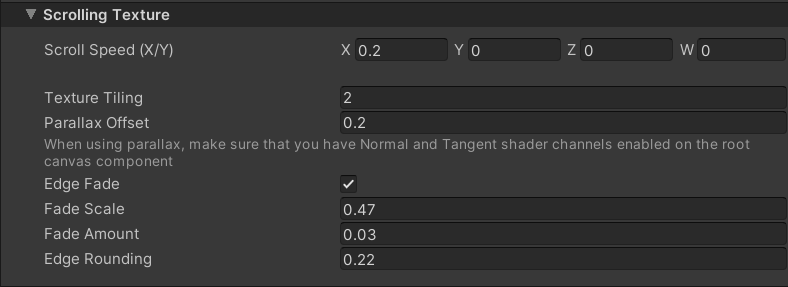 Scrolling Texture
Scroll Speed (X/Y) X 0.2 Y 0 Z 0 W 0
Texture Tiling 2
Parallax Offset 0.2
When using parallax, make sure that you have Normal and Tangent shader channels enabled on the root
canvas component
Edge Fade
Fade Scale 0.47
Fade Amount 0.03
Edge Rounding 0.22